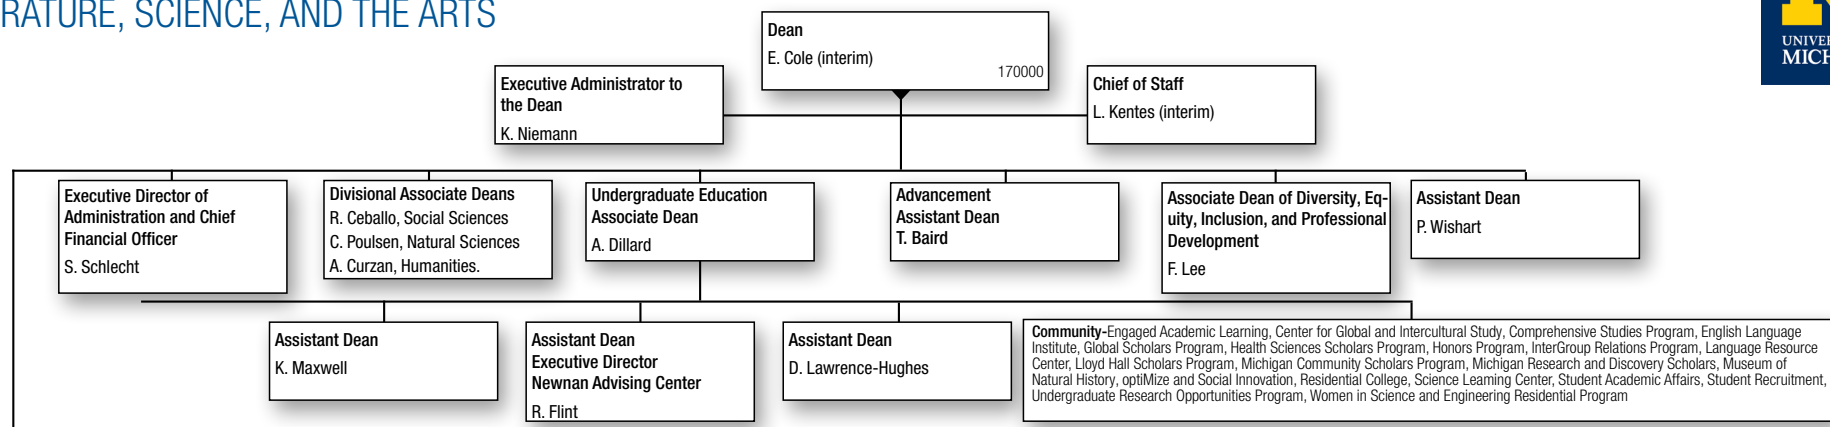 RATURE, SCIENCE, AND THE ARTS
Dean
E. Cole (interim)
170000
UNIVE
MICH
Executive Administrator to
the Dean
K. Niemann
Chief of Staff
L. Kentes (interim)
Executive Director of
Administration and Chief
Financial Officer
S. Schlecht
Divisional Associate Deans
R. Ceballo, Social Sciences
C. Poulsen, Natural Sciences
A. Curzan, Humanities.
Undergraduate Education
Associate Dean
A. Dillard
Advancement
Assistant Dean
T. Baird
Associate Dean of Diversity, Eq-
uity, Inclusion, and Professional
Development
F. Lee
Assistant Dean
P. Wishart
Assistant Dean
K. Maxwell
Assistant Dean
Executive Director
Newnan Advising Center
R. Flint
Assistant Dean
D. Lawrence-Hughes
Community-Engaged Academic Learning, Center for Global and Intercultural Study, Comprehensive Studies Program, English Language
Institute, Global Scholars Program, Health Sciences Scholars Program, Honors Program, InterGroup Relations Program, Language Resource
Center, Lloyd Hall Scholars Program, Michigan Community Scholars Program, Michigan Research and Discovery Scholars, Museum of
Natural History, optiMize and Social Innovation, Residential College, Science Learning Center, Student Academic Affairs, Student Recruitment,
Undergraduate Research Opportunities Program, Women in Science and Engineering Residential Program